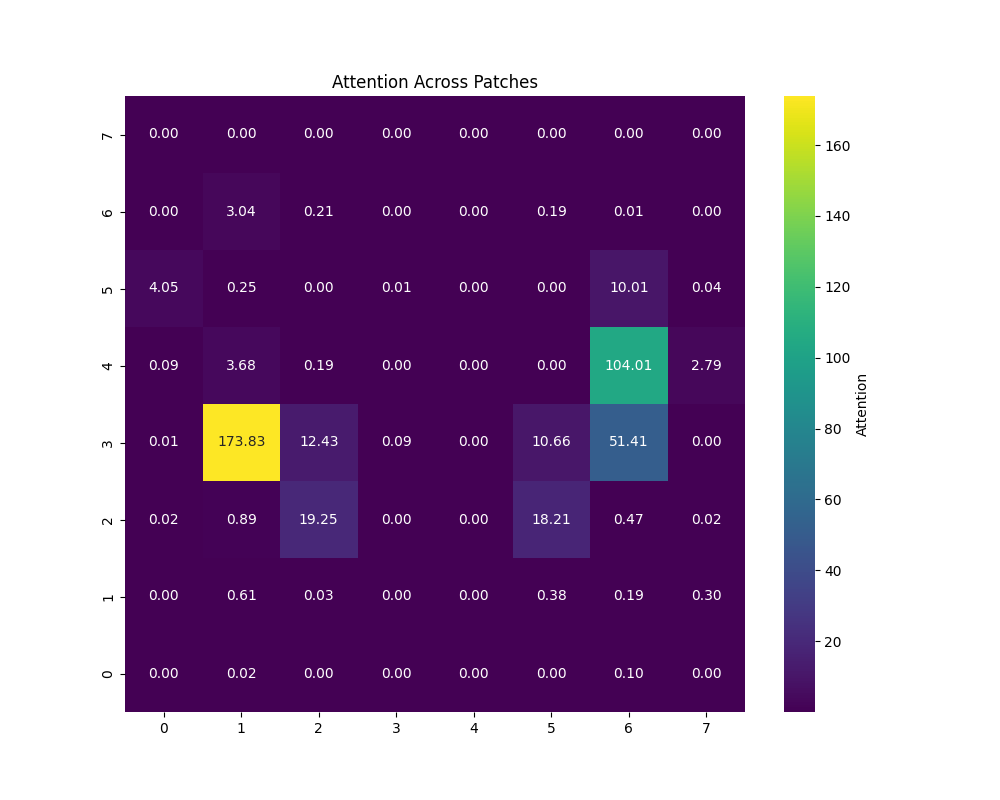 Attention Across Patches
7 0.00 0.00 0.00 0.00 0.00 0.00 0.00 0.00
160
140
6 0.00 3.04 0.21 0.00 0.00 0.19 0.01 0.00
120
5 4.05 0.25 0.00 0.01 0.00 0.00 10.01 0.04
100
4 0.09 3.68 0.19 0.00 0.00 0.00 104.01 2.79
Attention
80
3 0.01 173.83 12.43 0.09 0.00 10.66 51.41 0.00
60
2 0.02 0.89 19.25 0.00 0.00 18.21 0.47 0.02
40
1 0.00 0.61 0.03 0.00 0.00 0.38 0.19 0.30
20
0 0.00 0.02 0.00 0.00 0.00 0.00 0.10 0.00
0 1 2 3 4 5 6 7